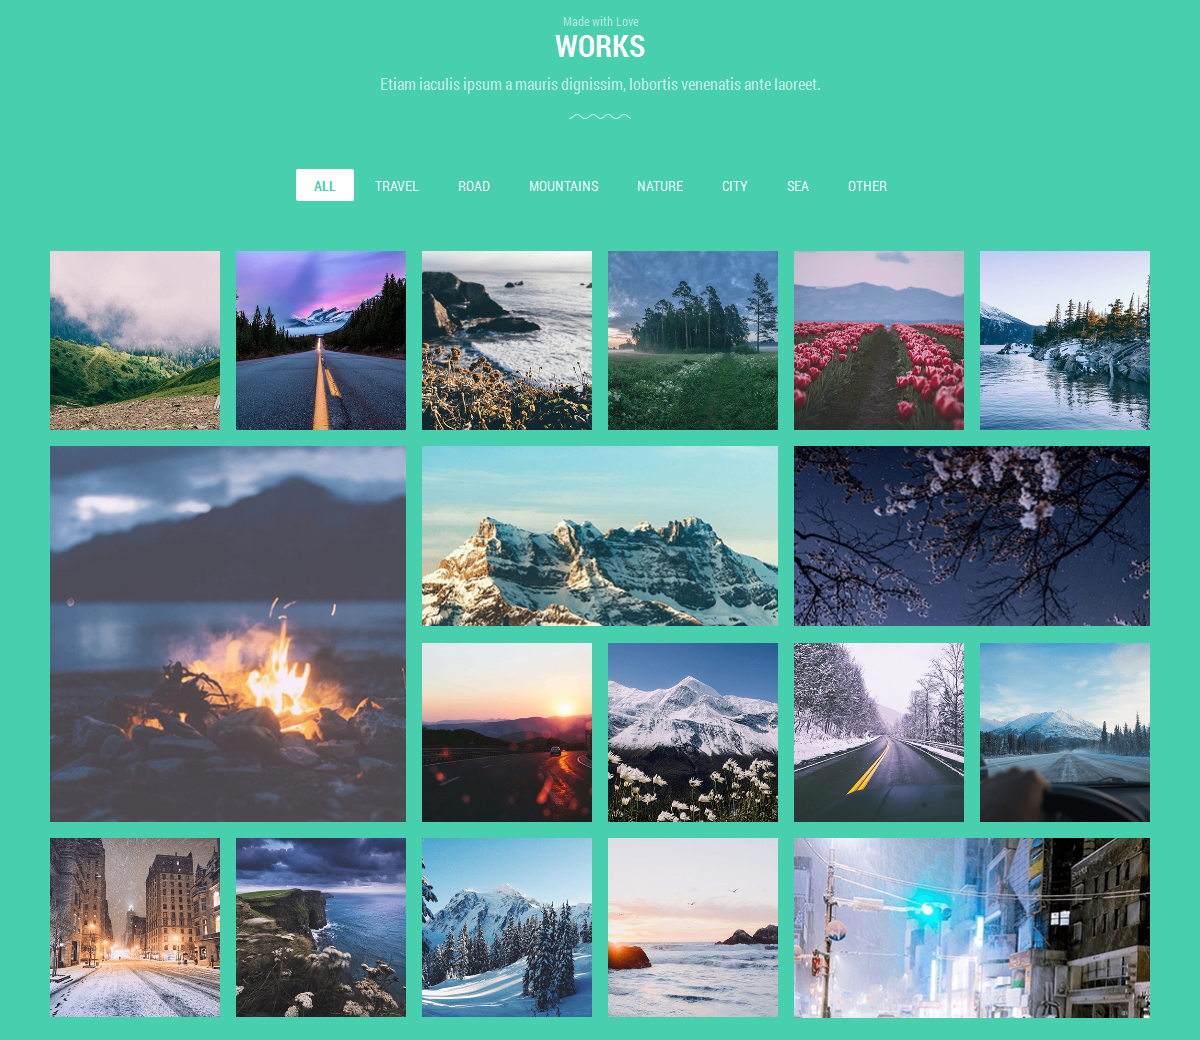 Made with Love
WORKS
Etiam iaculis ipsum a mauris dignissim, lobortis venenatis ante laoreet.
ALL TRAVEL ROAD MOUNTAINS NATURE CITY SEA OTHER